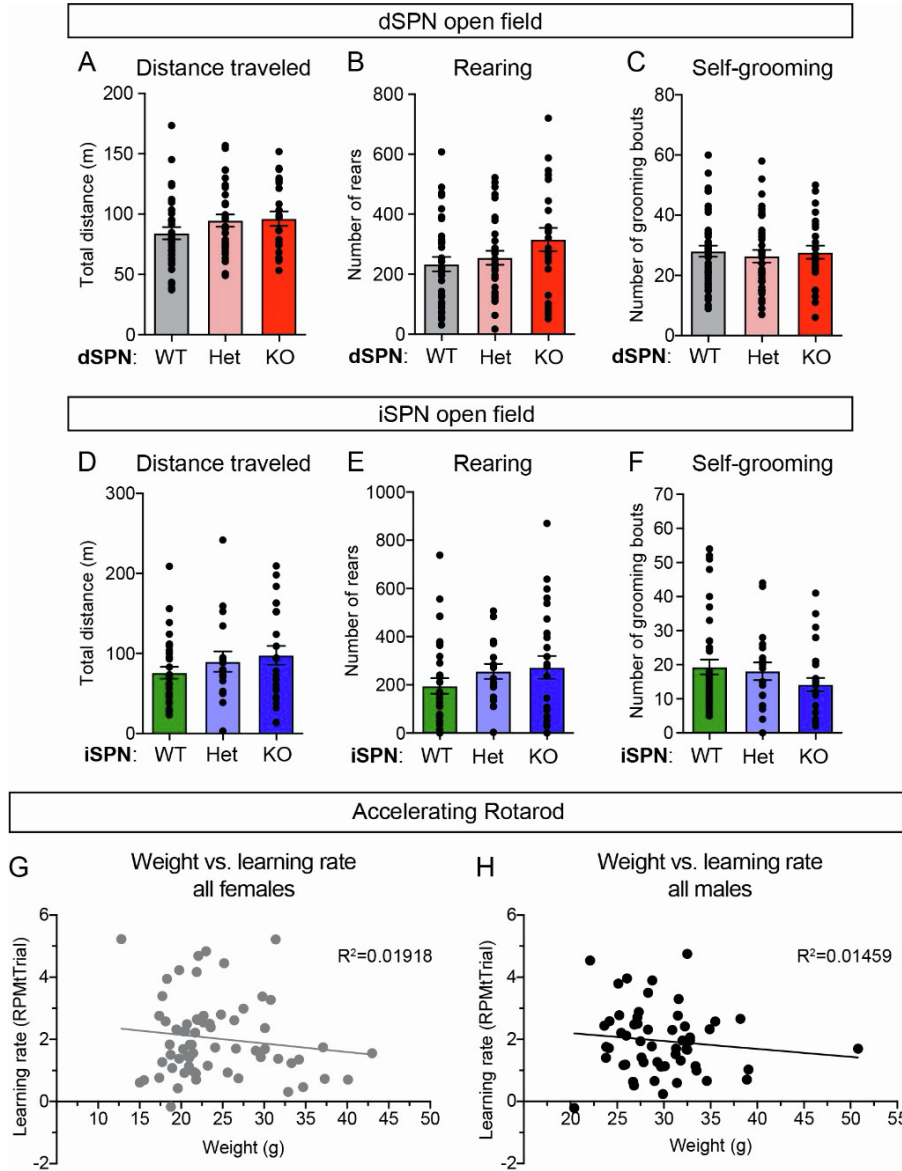 dSPN open field
A Distance traveled
B Rearing
C Self-grooming
Total distance (m)
200
150
100
50
0
dSPN: WT Het KO
Number of rears
800
600
400
200
0
dSPN: WT Het KO
Number of grooming bouts
80
60
40
20
0
dSPN: WT Het KO
iSPN open field
D Distance traveled
E Rearing
F Self-grooming
Total distance (m)
300
200
100
0
iSPN: WT Het KO
Number of rears
1000
800
600
400
200
0
iSPN: WT Het KO
Number of grooming bouts
70
60
50
40
30
20
10
0
iSPN: WT Het KO
Accelerating Rotarod
G Weight vs. learning rate
all females
R²=0.01918
Learning rate (RPMtTrial)
6
4
2
0
-2
10 15 20 25 30 35 40 45 50
Weight (g)
H Weight vs. learning rate
all males
R²=0.01459
Learning rate (RPMtTrial)
6
4
2
0
-2
20 25 30 35 40 45 50 55
Weight (g)